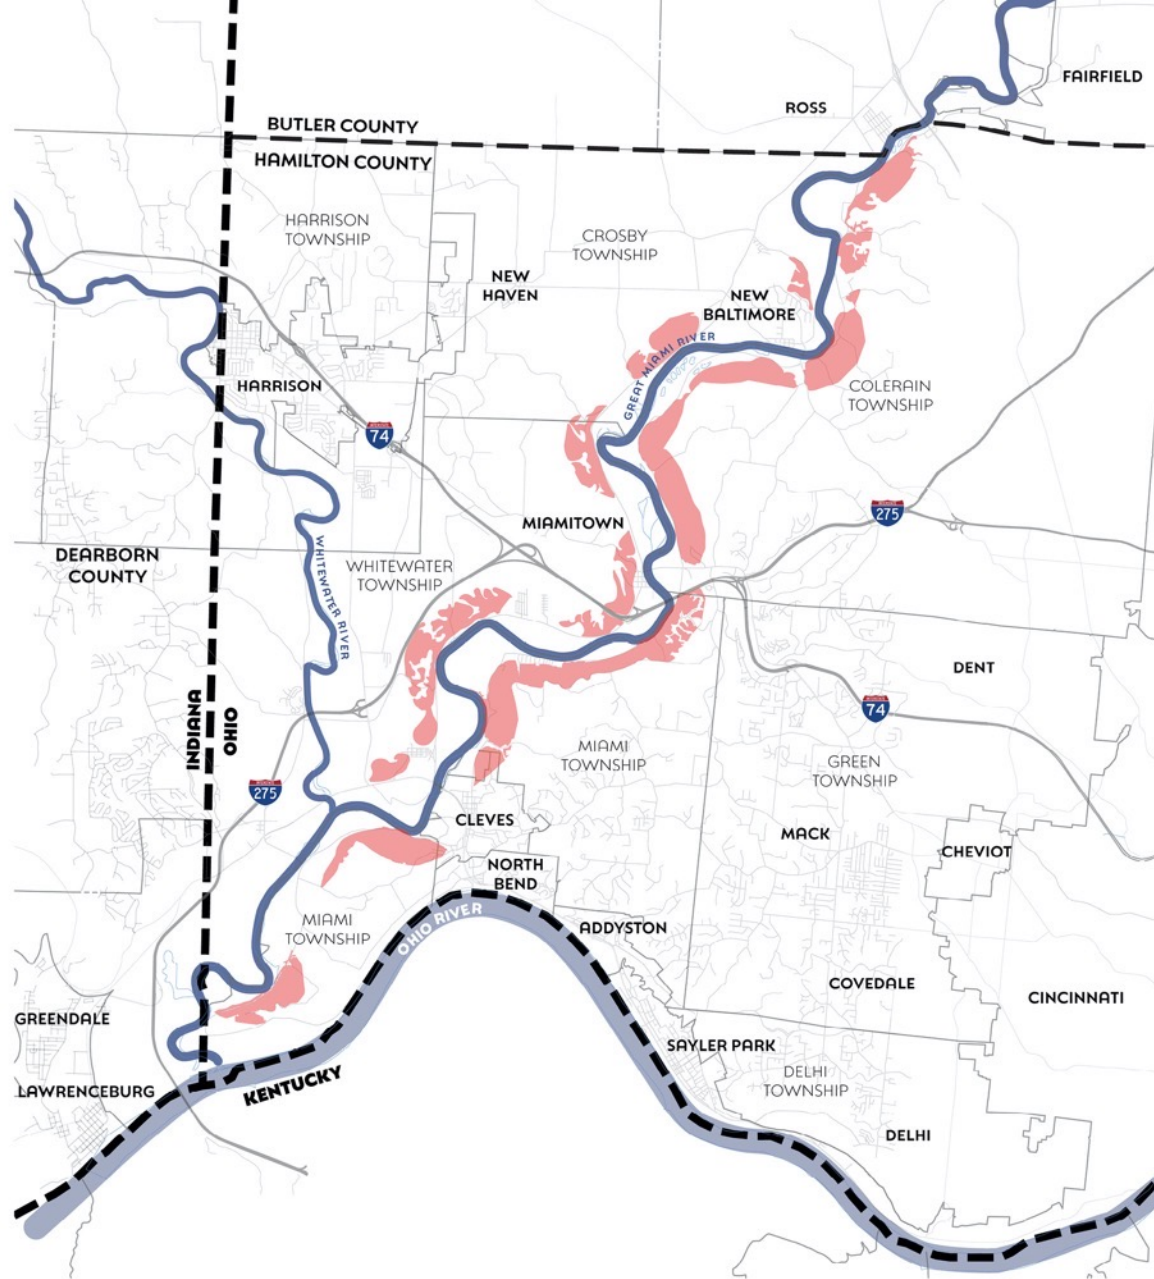 FAIRFIELD
ROSS
BUTLER COUNTY
HAMILTON COUNTY
HARRISON
TOWNSHIP
CROSBY
TOWNSHIP
NEW
HAVEN
NEW
BALTIMORE
GREAT MIAMI RIVER
HARRISON
COLERAIN
TOWNSHIP
74
275
MIAMITOWN
DEARBORN
COUNTY
WHITEWATER
TOWNSHIP
WHITEWATER RIVER
DENT
INDIANA
OHIO
74
MIAMI
TOWNSHIP
GREEN
TOWNSHIP
275
CLEVES
MACK
CHEVIOT
NORTH
BEND
MIAMI
TOWNSHIP
OHIO RIVER
ADDYSTON
COVEDALE
CINCINNATI
GREENDALE
SAYLER PARK
LAWRENCEBURG
KENTUCKY
DELHI
TOWNSHIP
DELHI